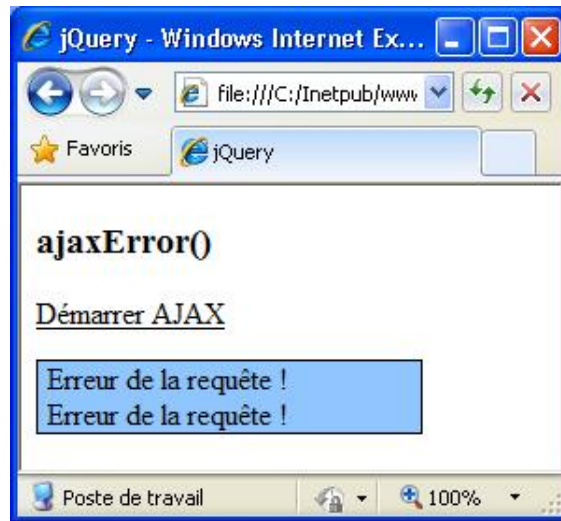 jQuery - Windows Internet Ex...
file:///C:/Inetpub/www
Favoris
jQuery
ajaxError()
Démarrer AJAX
Erreur de la requête !
Erreur de la requête !
Poste de travail
100%